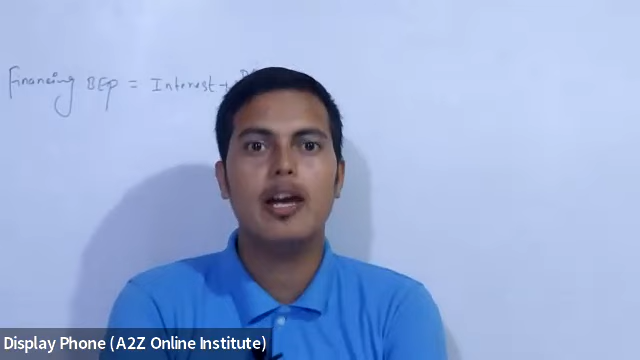 Financing BEP = Interest +
Display Phone (A2Z Online Institute)